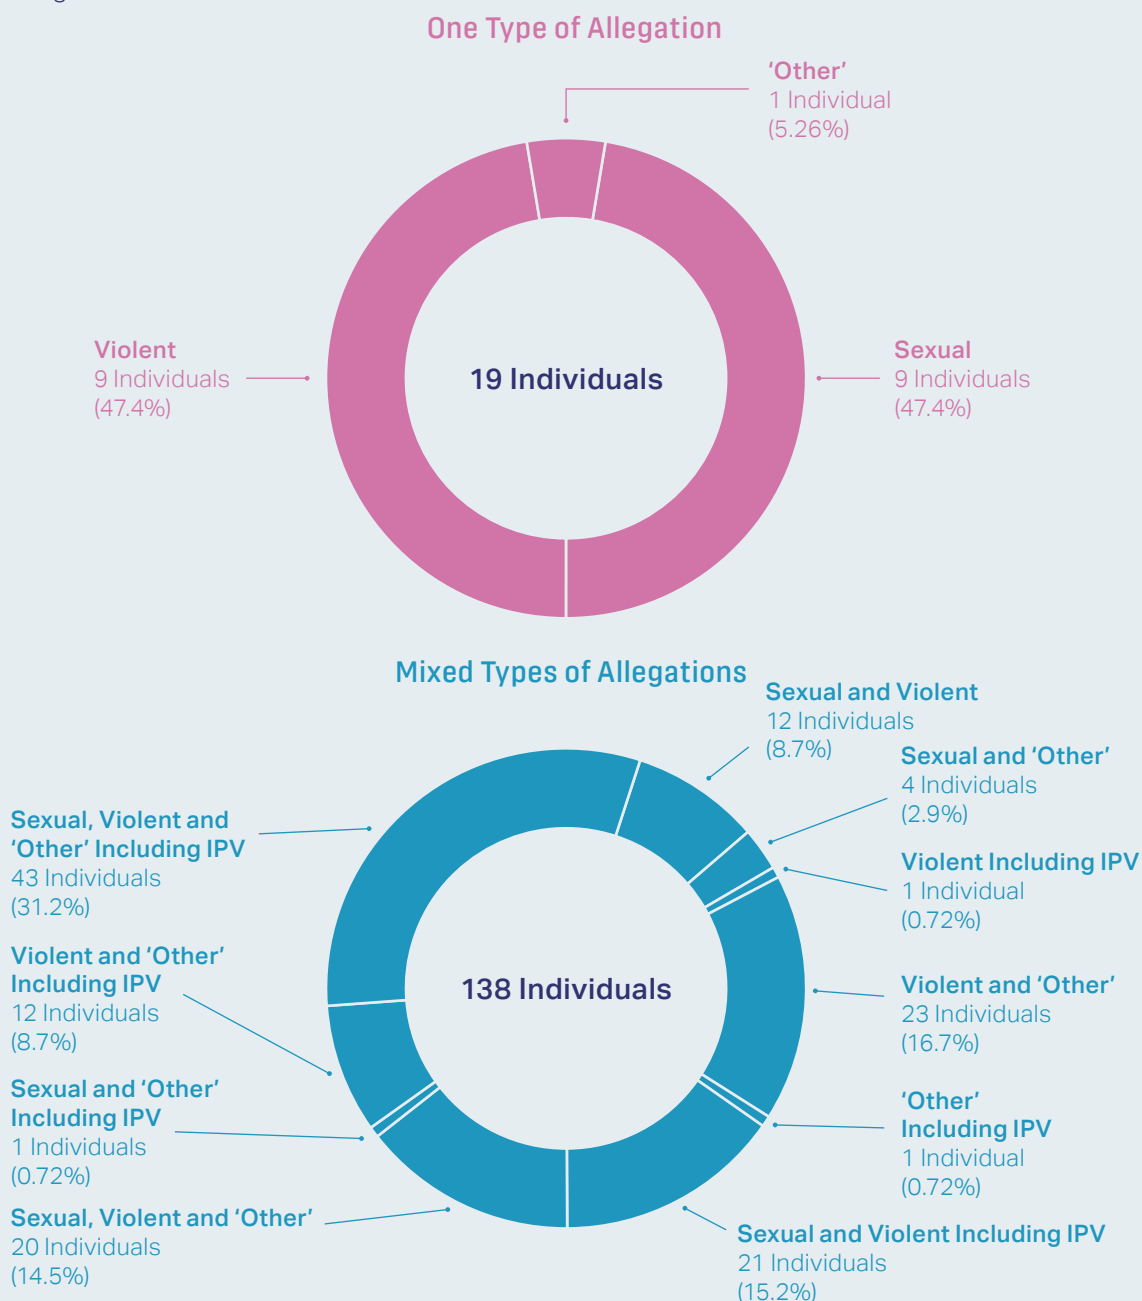 One Type of Allegation
‘Other’
1 Individual
(5.26%)
Violent
9 Individuals
(47.4%)
19 Individuals
Sexual
9 Individuals
(47.4%)
Mixed Types of Allegations
Sexual and Violent
12 Individuals
(8.7%)
Sexual and ‘Other’
4 Individuals
(2.9%)
Violent Including IPV
1 Individual
(0.72%)
Violent and ‘Other’
23 Individuals
(16.7%)
‘Other’
Including IPV
1 Individual
(0.72%)
Sexual and Violent Including IPV
21 Individuals
(15.2%)
138 Individuals
Sexual, Violent and
‘Other’ Including IPV
43 Individuals
(31.2%)
Violent and ‘Other’
Including IPV
12 Individuals
(8.7%)
Sexual and ‘Other’
Including IPV
1 Individuals
(0.72%)
Sexual, Violent and ‘Other’
20 Individuals
(14.5%)